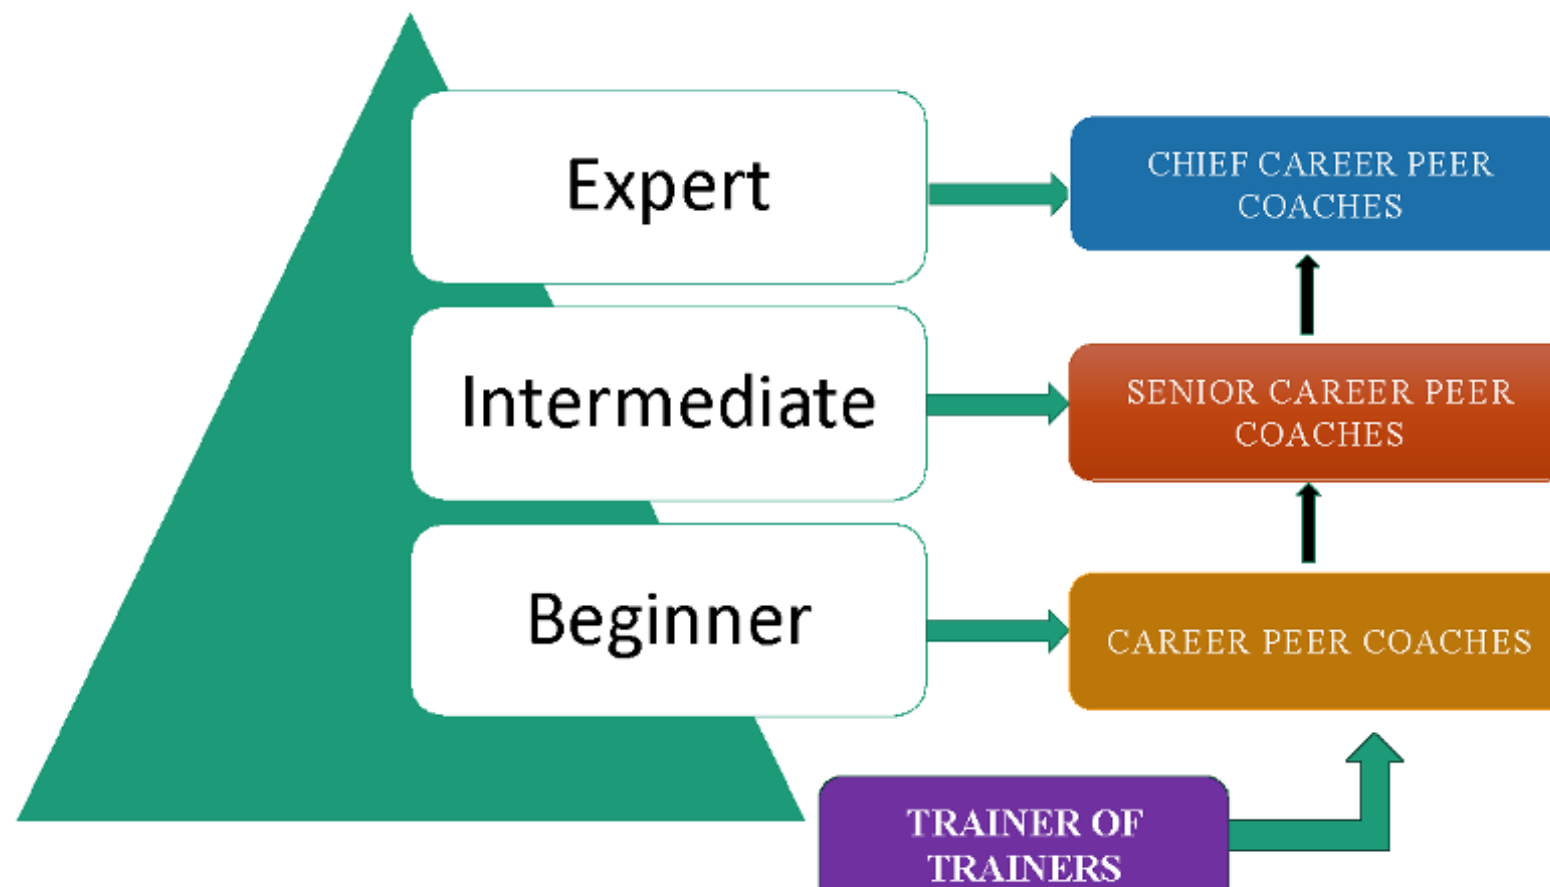 Expert
CHIEF CAREER PEER
COACHES
Intermediate
SENIOR CAREER PEER
COACHES
Beginner
CAREER PEER COACHES
TRAINER OF
TRAINERS